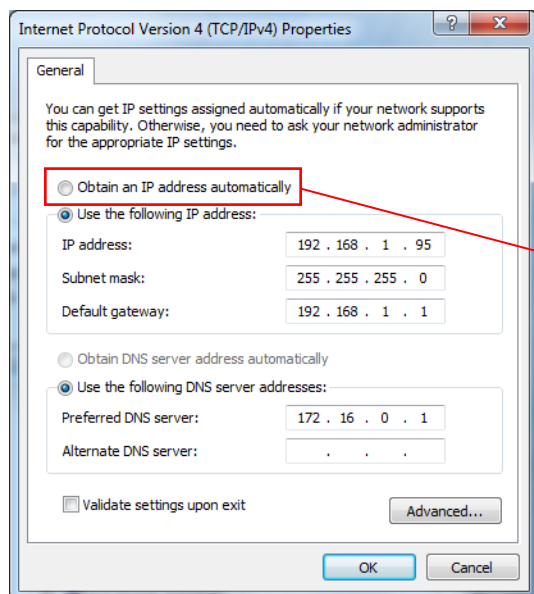 Internet Protocol Version 4 (TCP/IPv4) Properties
General
You can get IP settings assigned automatically if your network supports
this capability. Otherwise, you need to ask your network administrator
for the appropriate IP settings.
Obtain an IP address automatically
Use the following IP address:
IP address: 192 . 168 . 1 . 95
Subnet mask: 255 . 255 . 255 . 0
Default gateway: 192 . 168 . 1 . 1
Obtain DNS server address automatically
Use the following DNS server addresses:
Preferred DNS server: 172 . 16 . 0 . 1
Alternate DNS server: . . .
Validate settings upon exit
Advanced...
OK Cancel